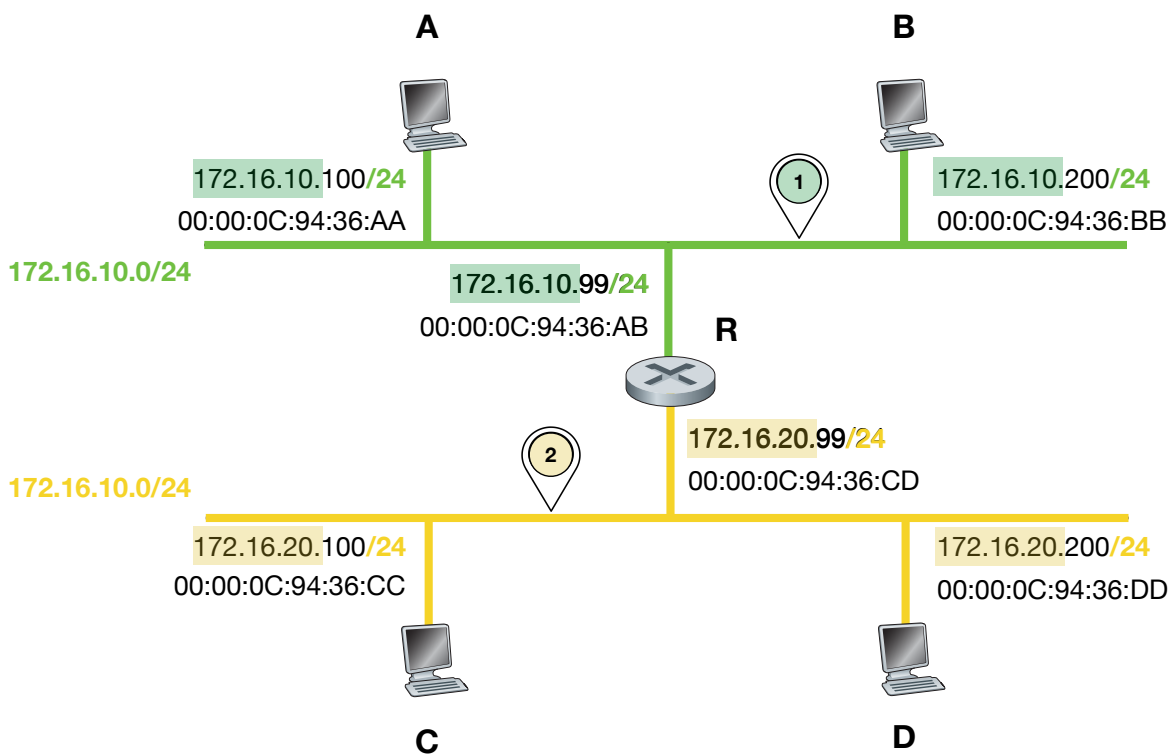 A
B
172.16.10.100/24
00:00:0C:94:36:AA
1
172.16.10.200/24
00:00:0C:94:36:BB
172.16.10.0/24
172.16.10.99/24
00:00:0C:94:36:AB
R
172.16.20.99/24
00:00:0C:94:36:CD
2
172.16.10.0/24
172.16.20.100/24
00:00:0C:94:36:CC
172.16.20.200/24
00:00:0C:94:36:DD
C
D